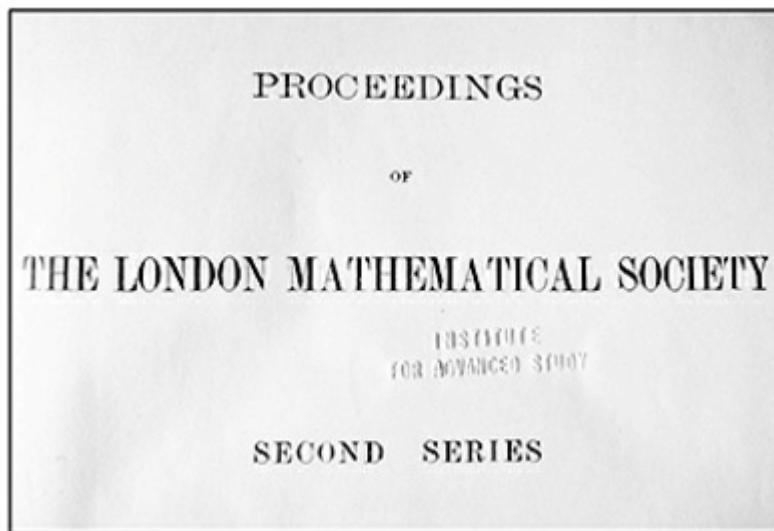 PROCEEDINGS
OF
THE LONDON MATHEMATICAL SOCIETY
INSTITUTE
FOR ADVANCED STUDY
SECOND SERIES